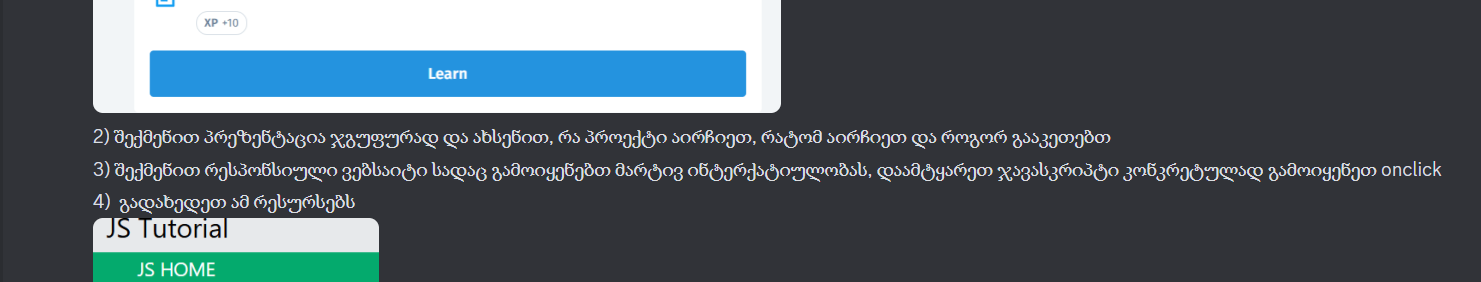 XP +10
Learn
2) შექმენით პრეზენტაცია ჯგუფურად და ახსენით, რა პროექტი აირჩიეთ, რატომ აირჩიეთ და როგორ გააკეთებთ
3) შექმენით რესპონსიული ვებსაიტი სადაც გამოიყენებთ მარტივ ინტერქატიულობას, დაამტყარეთ ჯავასკრიპტი კონკრეტულად გამოიყენეთ onclick
4) გადახედეთ ამ რესურსებს
JS Tutorial
JS HOME